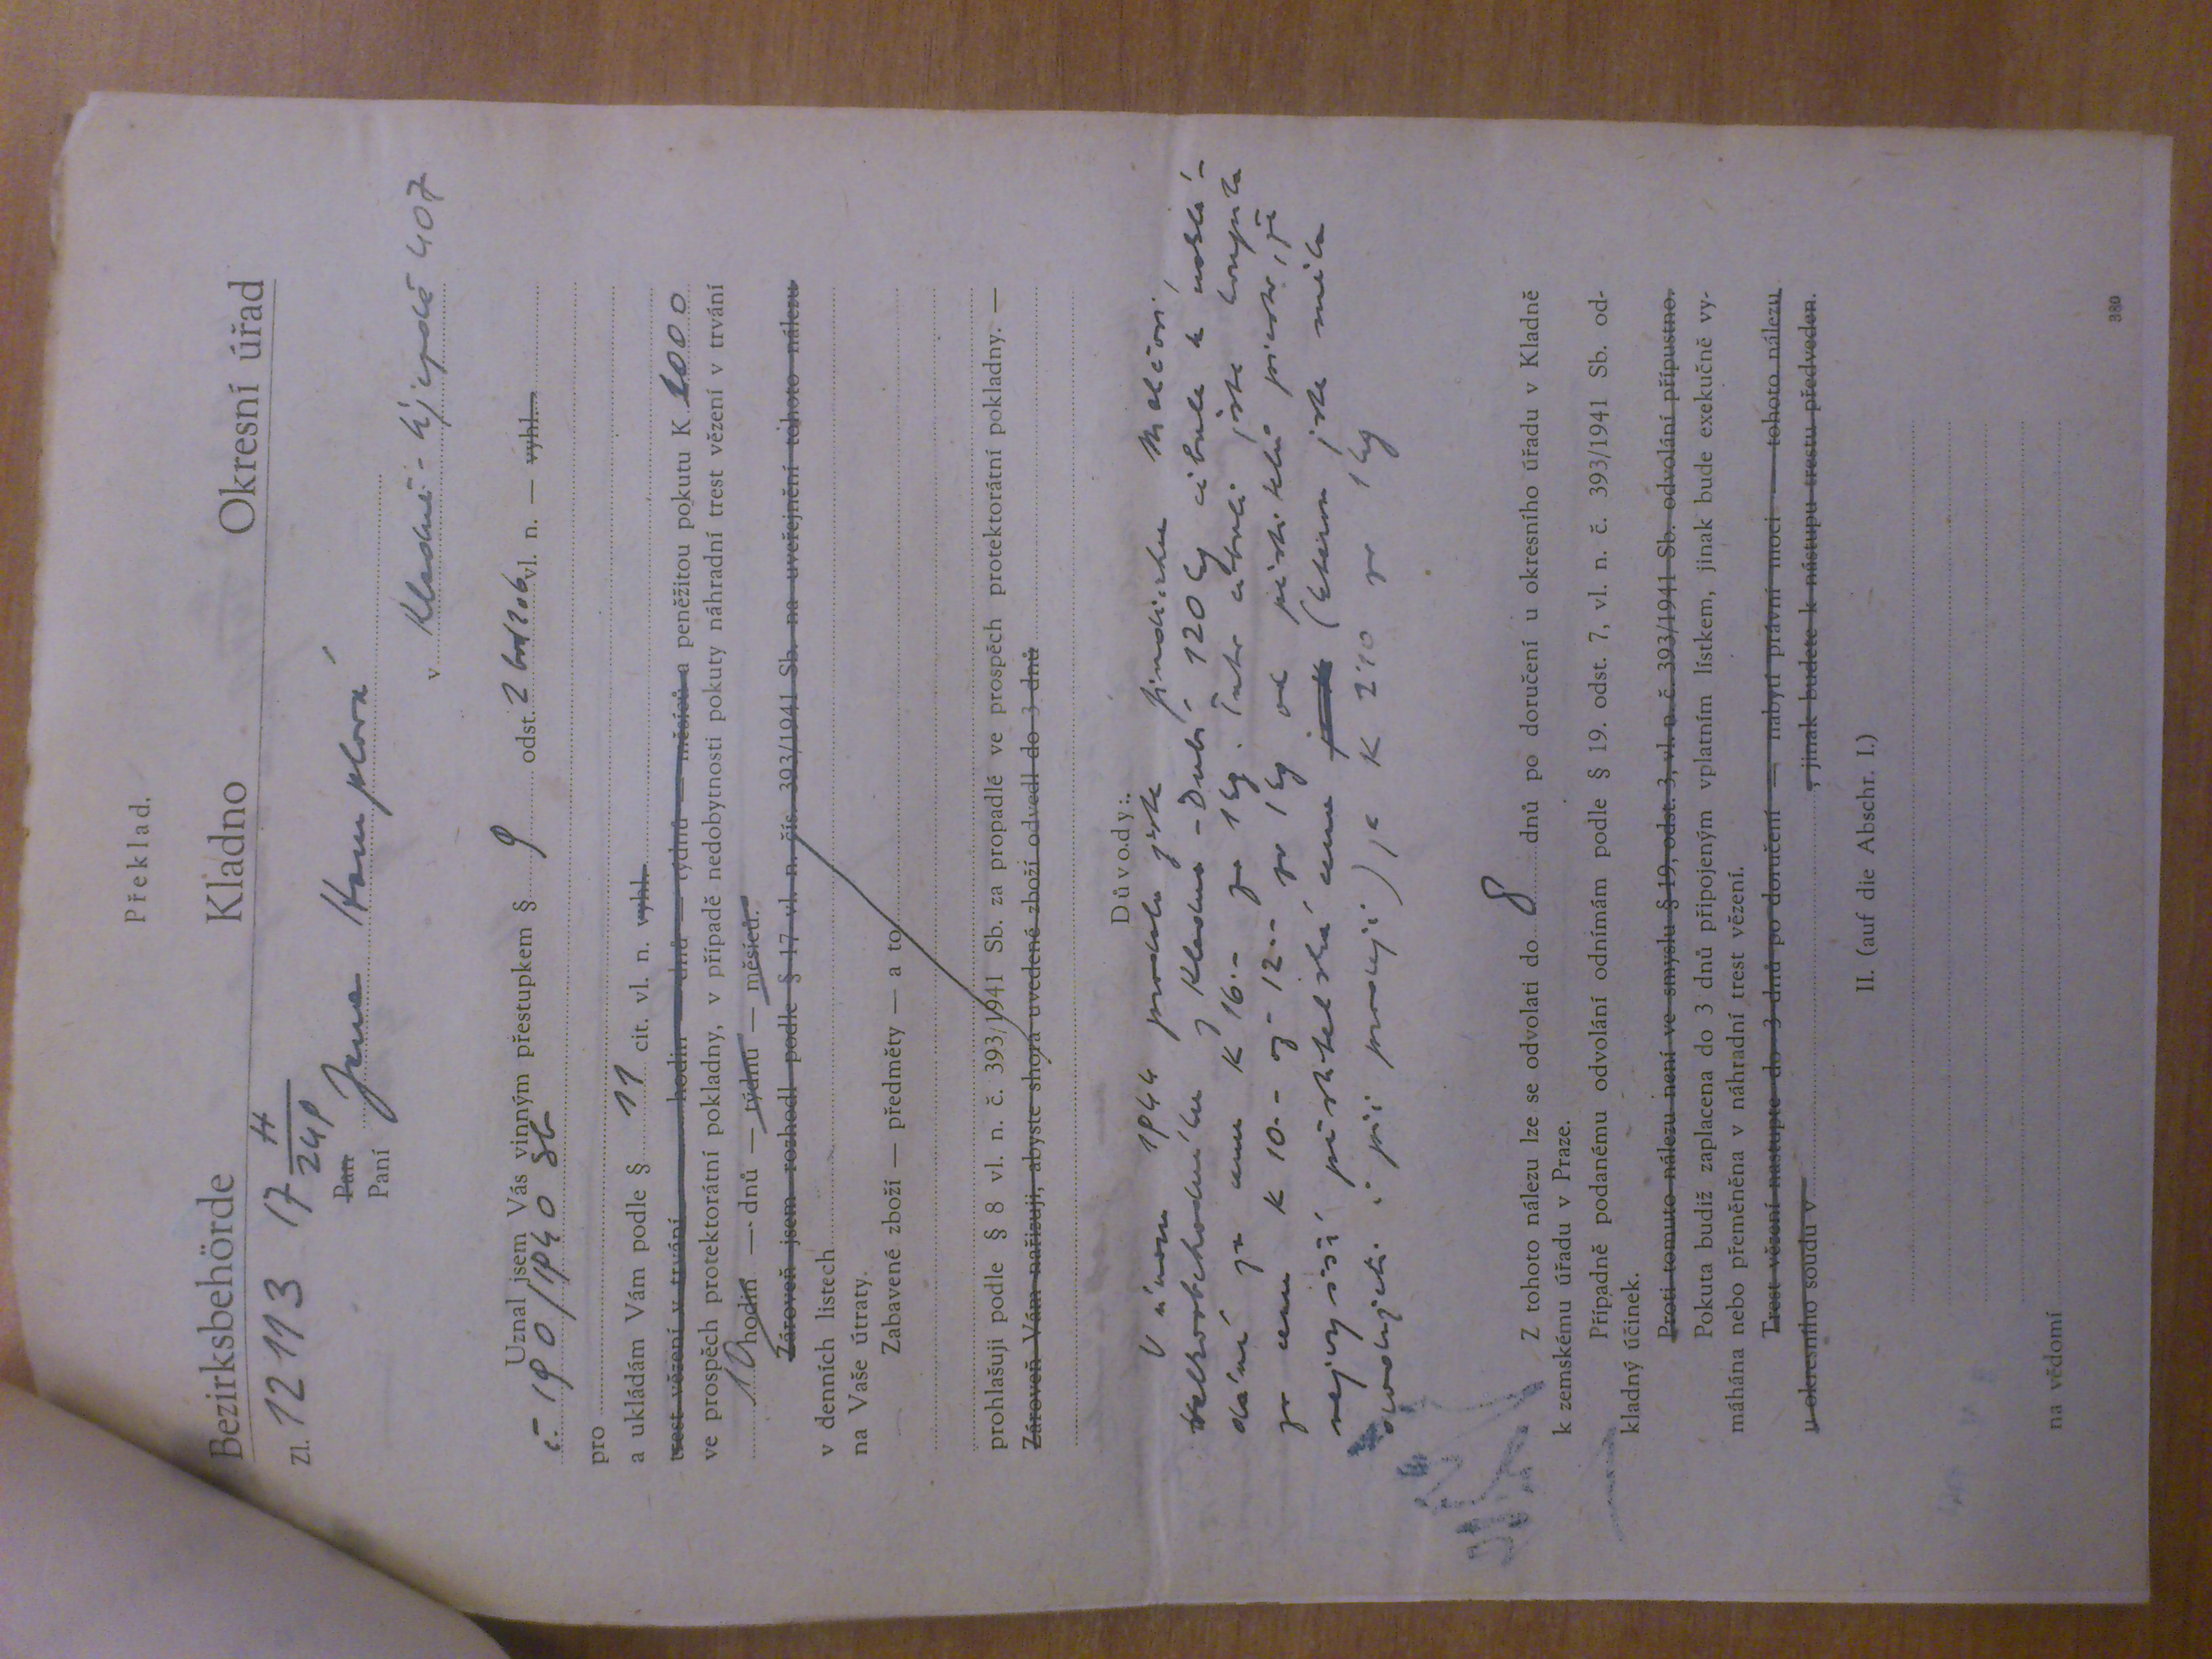 Překlad.
Bezirksbehörde Kladno Okresní úřad
Zl. 12113 17 H
Pan Jana Hamplová
Paní
v Kladně - Újezdě 407
Uznal jsem Vás vinným přestupkem § 9 odst. 2 bod 2 vl. n. — vyhl.
č. 190/1940 Sb
pro
a ukládám Vám podle § 11 cit. vl. n. vyhl.
trest vězení v trvání hodin — dnů — týdnů — měsíců a peněžitou pokutu K 1000
ve prospěch protektorátní pokladny, v případě nedobytnosti pokuty náhradní trest vězení v trvání
10 hodin — dnů — týdnů — měsíců.
Zároveň jsem rozhodl podle § 17 vl. n. čís. 393/1941 Sb. na uveřejnění tohoto nálezu
v denních listech
na Vaše útraty.
Zabavené zboží — předměty — a to
prohlašuji podle § 8 vl. n. č. 393/1941 Sb. za propadlé ve prospěch protektorátní pokladny. —
Zároveň Vám nařizuji, abyste shora uvedené zboží odvedl do 3 dnů
Důvody:
V únoru 1944 prodala jste Jindřichu
velkoobchodníku z Kladna - Dubí 120 kg cibule k nakládání
za cenu K 16.- za 1 kg. Tuto cibuli jste koupila
za cenu K 10.- až 12.- za 1 kg od pěstitelů přesto, že
nejvyšší pěstitelská cena (kterou jste měla
dodržeti i při prodeji) je K 2.10 za 1 kg
Z tohoto nálezu lze se odvolati do 8 dnů po doručení u okresního úřadu v Kladně
k zemskému úřadu v Praze.
Případně podanému odvolání odnímám podle § 19. odst. 7, vl. n. č. 393/1941 Sb. od-
kladný účinek.
Proti tomuto nálezu není ve smyslu § 19, odst. 3, vl. n. č. 393/1941 Sb. odvolání přípustno.
Pokuta budiž zaplacena do 3 dnů připojeným vplatním lístkem, jinak bude exekučně vy-
máhána nebo přeměněna v náhradní trest vězení.
Trest vězení nastupte do 3 dnů po doručení — nabytí právní moci — tohoto nálezu
u okresního soudu v , jinak budete k nástupu trestu předveden.
II. (auf die Abschr. I.)
na vědomí
380